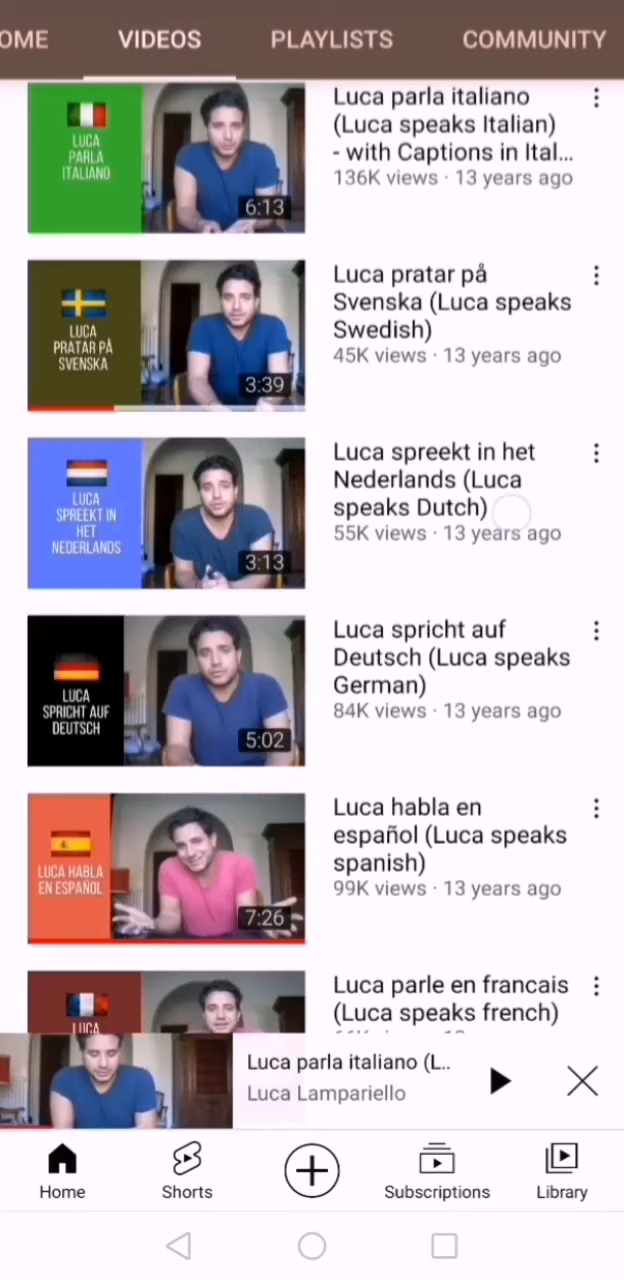 OME VIDEOS PLAYLISTS COMMUNITY
LUCA
PARLA
ITALIANO
6:13
Luca parla italiano
(Luca speaks Italian)
- with Captions in Ital...
136K views · 13 years ago
LUCA
PRATAR PÅ
SVENSKA
3:39
Luca pratar på
Svenska (Luca speaks
Swedish)
45K views · 13 years ago
LUCA
SPREEKT IN
HET
NEDERLANDS
3:13
Luca spreekt in het
Nederlands (Luca
speaks Dutch)
55K views · 13 years ago
LUCA
SPRICHT AUF
DEUTSCH
5:02
Luca spricht auf
Deutsch (Luca speaks
German)
84K views · 13 years ago
LUCA HABLA
EN ESPAÑOL
7:26
Luca habla en
español (Luca speaks
spanish)
99K views · 13 years ago
LUCA
Luca parle en francais
(Luca speaks french)
Luca parla italiano (L..
Luca Lampariello
Home Shorts Subscriptions Library